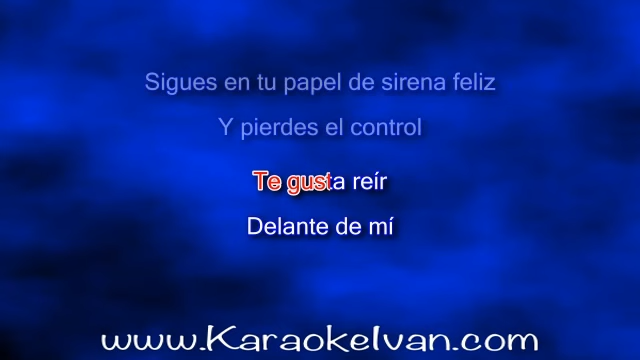 Sigues en tu papel de sirena feliz
Y pierdes el control
Te gusta reír
Delante de mí
www.KaraokeIvan.com